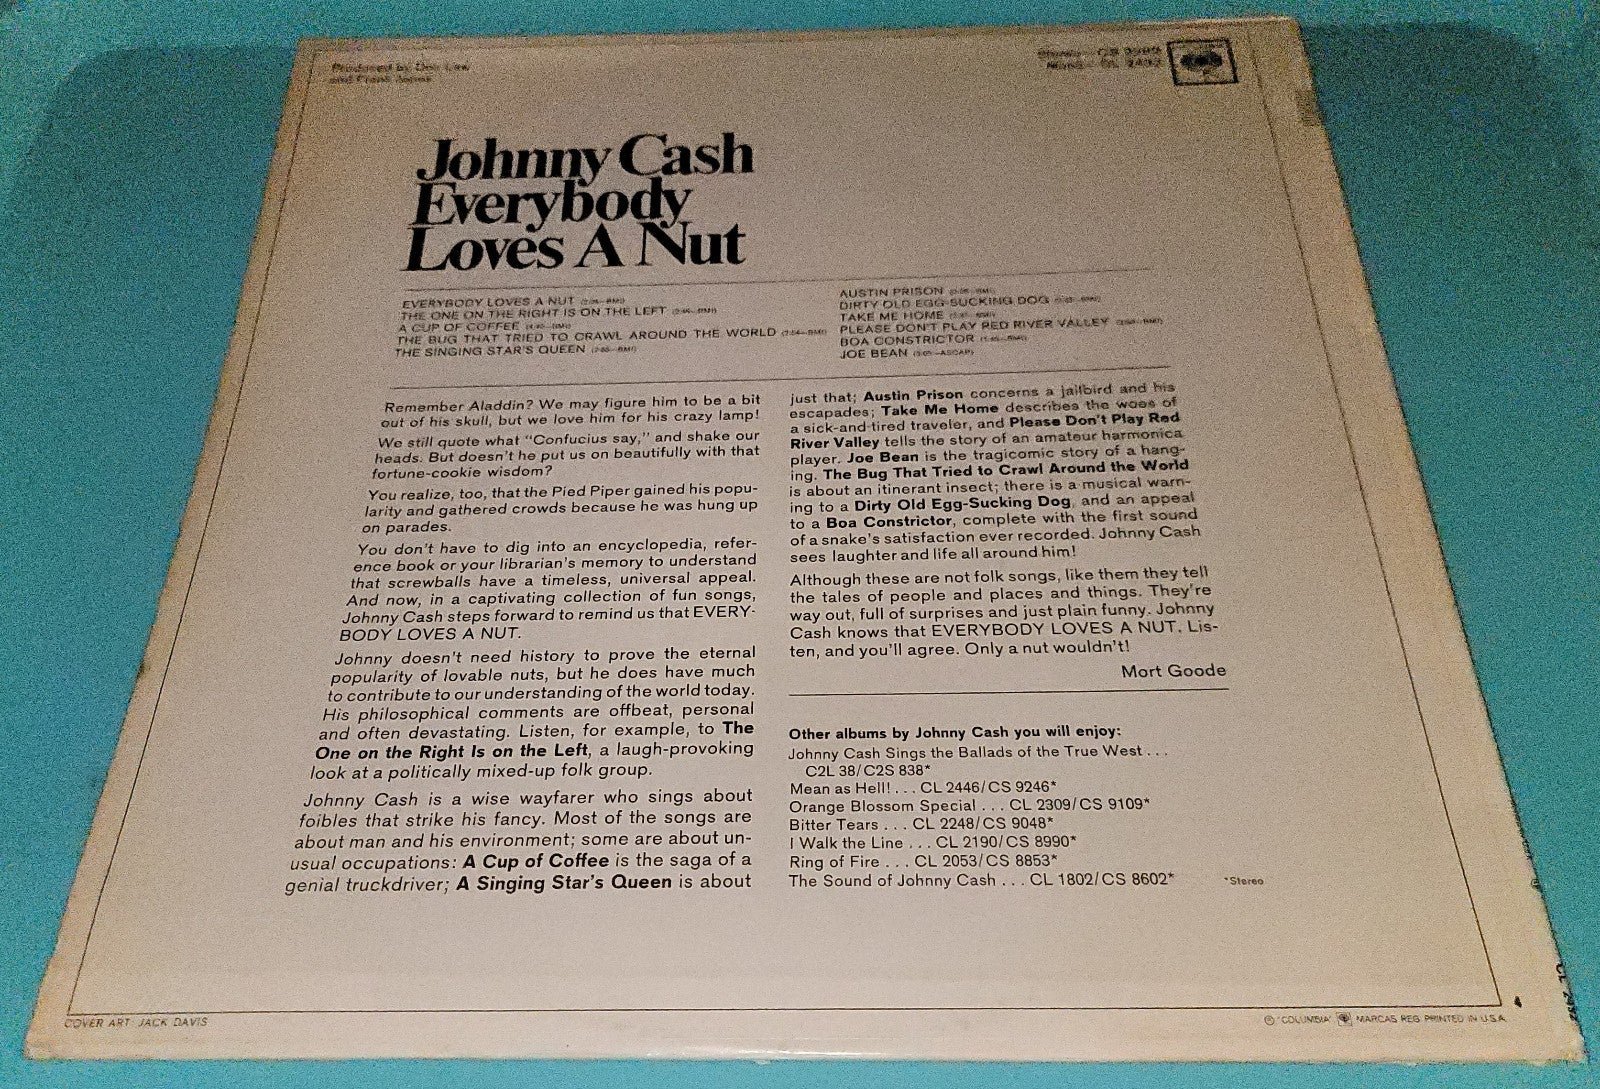 Produced by Don Law
and Frank Jones
Stereo—CS
Mono—CL
Johnny Cash
Everybody
Loves A Nut
EVERYBODY LOVES A NUT
THE ONE ON THE RIGHT IS ON THE LEFT
A CUP OF COFFEE
THE BUG THAT TRIED TO CRAWL AROUND THE WORLD
THE SINGING STAR'S QUEEN
AUSTIN PRISON
DIRTY OLD EGG-SUCKING DOG
TAKE ME HOME
PLEASE DON'T PLAY RED RIVER VALLEY
BOA CONSTRICTOR
JOE BEAN
Remember Aladdin? We may figure him to be a bit
out of his skull, but we love him for his crazy lamp!
We still quote what "Confucius say," and shake our
heads. But doesn't he put us on beautifully with that
fortune-cookie wisdom?
You realize, too, that the Pied Piper gained his popu-
larity and gathered crowds because he was hung up
on parades.
You don't have to dig into an encyclopedia, refer-
ence book or your librarian's memory to understand
that screwballs have a timeless, universal appeal.
And now, in a captivating collection of fun songs,
Johnny Cash steps forward to remind us that EVERY-
BODY LOVES A NUT.
Johnny doesn't need history to prove the eternal
popularity of lovable nuts, but he does have much
to contribute to our understanding of the world today.
His philosophical comments are offbeat, personal
and often devastating. Listen, for example, to The
One on the Right Is on the Left, a laugh-provoking
look at a politically mixed-up folk group.
Johnny Cash is a wise wayfarer who sings about
foibles that strike his fancy. Most of the songs are
about man and his environment; some are about un-
usual occupations: A Cup of Coffee is the saga of a
genial truckdriver; A Singing Star's Queen is about
just that; Austin Prison concerns a jailbird and his
escapades; Take Me Home describes the woes of
a sick-and-tired traveler, and Please Don't Play Red
River Valley tells the story of an amateur harmonica
player. Joe Bean is the tragicomic story of a hang-
ing. The Bug That Tried to Crawl Around the World
is about an itinerant insect; there is a musical warn-
ing to a Dirty Old Egg-Sucking Dog, and an appeal
to a Boa Constrictor, complete with the first sound
of a snake's satisfaction ever recorded. Johnny Cash
sees laughter and life all around him!
Although these are not folk songs, like them they tell
the tales of people and places and things. They're
way out, full of surprises and just plain funny. Johnny
Cash knows that EVERYBODY LOVES A NUT. Lis-
ten, and you'll agree. Only a nut wouldn't!
Mort Goode
Other albums by Johnny Cash you will enjoy:
Johnny Cash Sings the Ballads of the True West . . .
C2L 38/C2S 838*
Mean as Hell! . . . CL 2446/CS 9246*
Orange Blossom Special . . . CL 2309/CS 9109*
Bitter Tears . . . CL 2248/CS 9048*
I Walk the Line . . . CL 2190/CS 8990*
Ring of Fire . . . CL 2053/CS 8853*
The Sound of Johnny Cash . . . CL 1802/CS 8602*
*Stereo
4
COVER ART: JACK DAVIS
℗ "COLUMBIA" MARCAS REG. PRINTED IN U.S.A.